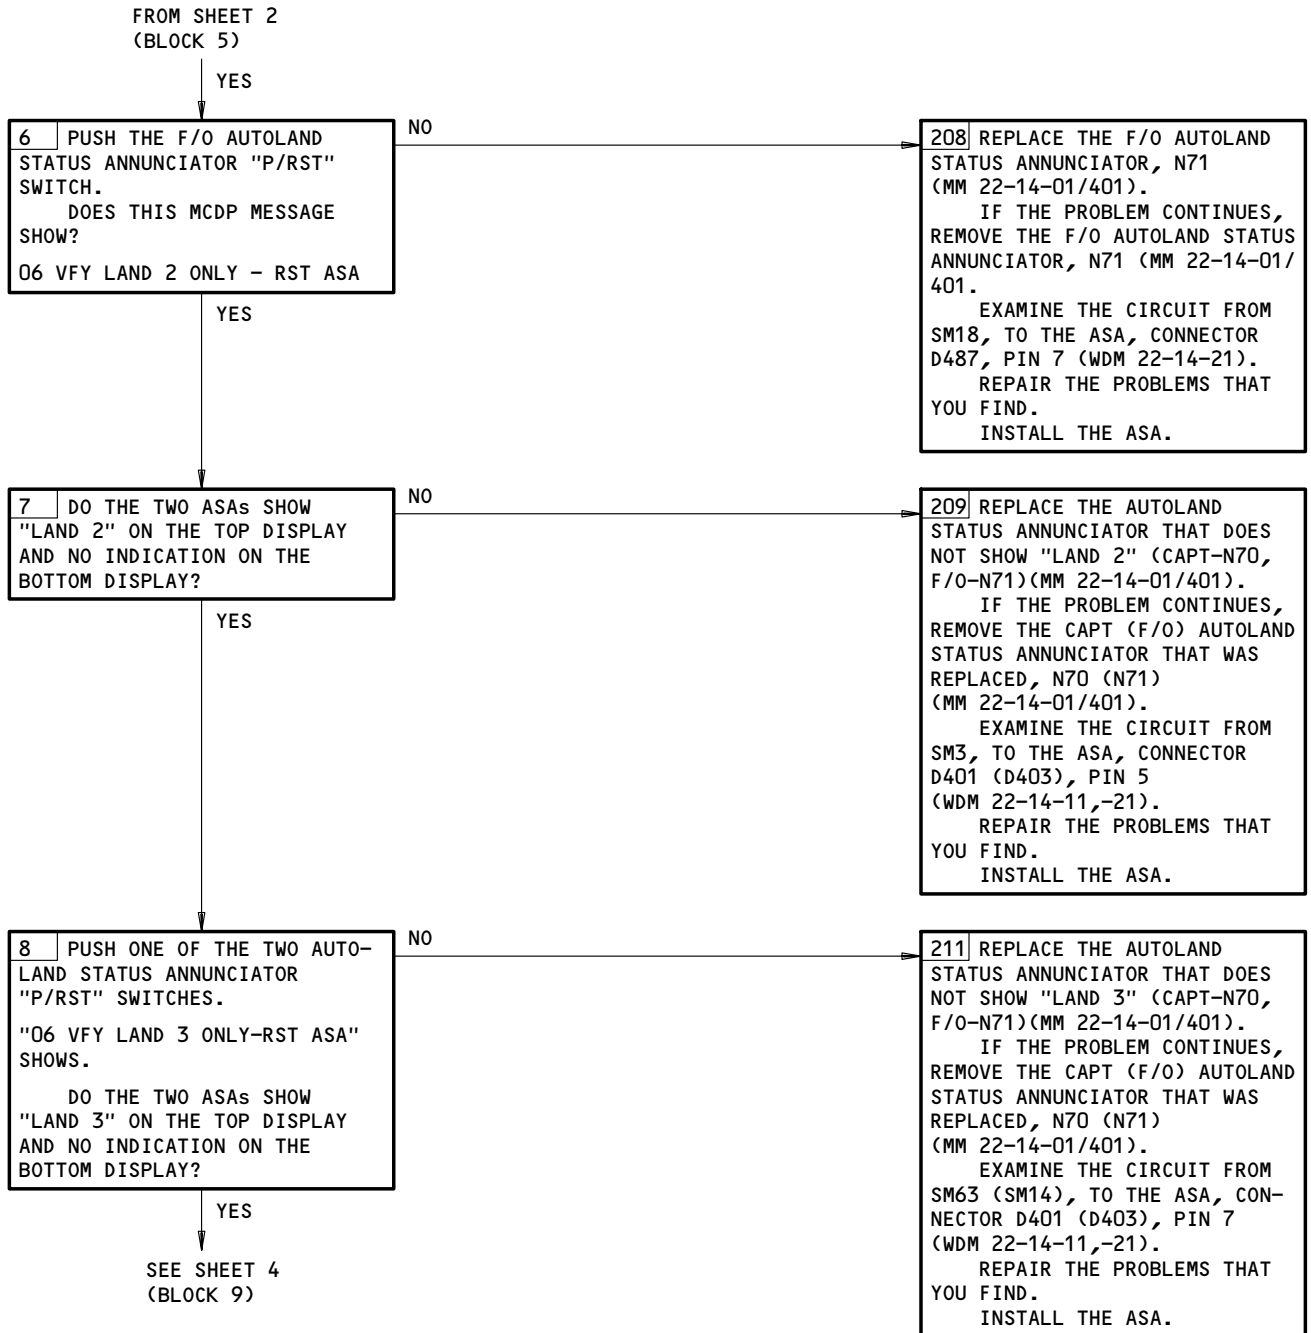 FROM SHEET 2
(BLOCK 5)
YES
6 PUSH THE F/O AUTOLAND
STATUS ANNUNCIATOR "P/RST"
SWITCH.
DOES THIS MCDP MESSAGE
SHOW?
06 VFY LAND 2 ONLY - RST ASA
NO
208 REPLACE THE F/O AUTOLAND
STATUS ANNUNCIATOR, N71
(MM 22-14-01/401).
IF THE PROBLEM CONTINUES,
REMOVE THE F/O AUTOLAND STATUS
ANNUNCIATOR, N71 (MM 22-14-01/
401.
EXAMINE THE CIRCUIT FROM
SM18, TO THE ASA, CONNECTOR
D487, PIN 7 (WDM 22-14-21).
REPAIR THE PROBLEMS THAT
YOU FIND.
INSTALL THE ASA.
YES
7 DO THE TWO ASAs SHOW
"LAND 2" ON THE TOP DISPLAY
AND NO INDICATION ON THE
BOTTOM DISPLAY?
NO
209 REPLACE THE AUTOLAND
STATUS ANNUNCIATOR THAT DOES
NOT SHOW "LAND 2" (CAPT-N70,
F/O-N71)(MM 22-14-01/401).
IF THE PROBLEM CONTINUES,
REMOVE THE CAPT (F/O) AUTOLAND
STATUS ANNUNCIATOR THAT WAS
REPLACED, N70 (N71)
(MM 22-14-01/401).
EXAMINE THE CIRCUIT FROM
SM3, TO THE ASA, CONNECTOR
D401 (D403), PIN 5
(WDM 22-14-11,-21).
REPAIR THE PROBLEMS THAT
YOU FIND.
INSTALL THE ASA.
YES
8 PUSH ONE OF THE TWO AUTO-
LAND STATUS ANNUNCIATOR
"P/RST" SWITCHES.
"06 VFY LAND 3 ONLY-RST ASA"
SHOWS.
DO THE TWO ASAs SHOW
"LAND 3" ON THE TOP DISPLAY
AND NO INDICATION ON THE
BOTTOM DISPLAY?
NO
211 REPLACE THE AUTOLAND
STATUS ANNUNCIATOR THAT DOES
NOT SHOW "LAND 3" (CAPT-N70,
F/O-N71)(MM 22-14-01/401).
IF THE PROBLEM CONTINUES,
REMOVE THE CAPT (F/O) AUTOLAND
STATUS ANNUNCIATOR THAT WAS
REPLACED, N70 (N71)
(MM 22-14-01/401).
EXAMINE THE CIRCUIT FROM
SM63 (SM14), TO THE ASA, CON-
NECTOR D401 (D403), PIN 7
(WDM 22-14-11,-21).
REPAIR THE PROBLEMS THAT
YOU FIND.
INSTALL THE ASA.
YES
SEE SHEET 4
(BLOCK 9)